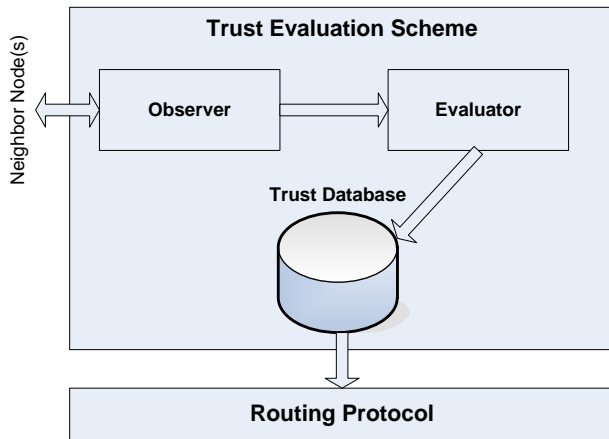 Trust Evaluation Scheme
Neighbor Node(s)
Observer
Evaluator
Trust Database
Routing Protocol